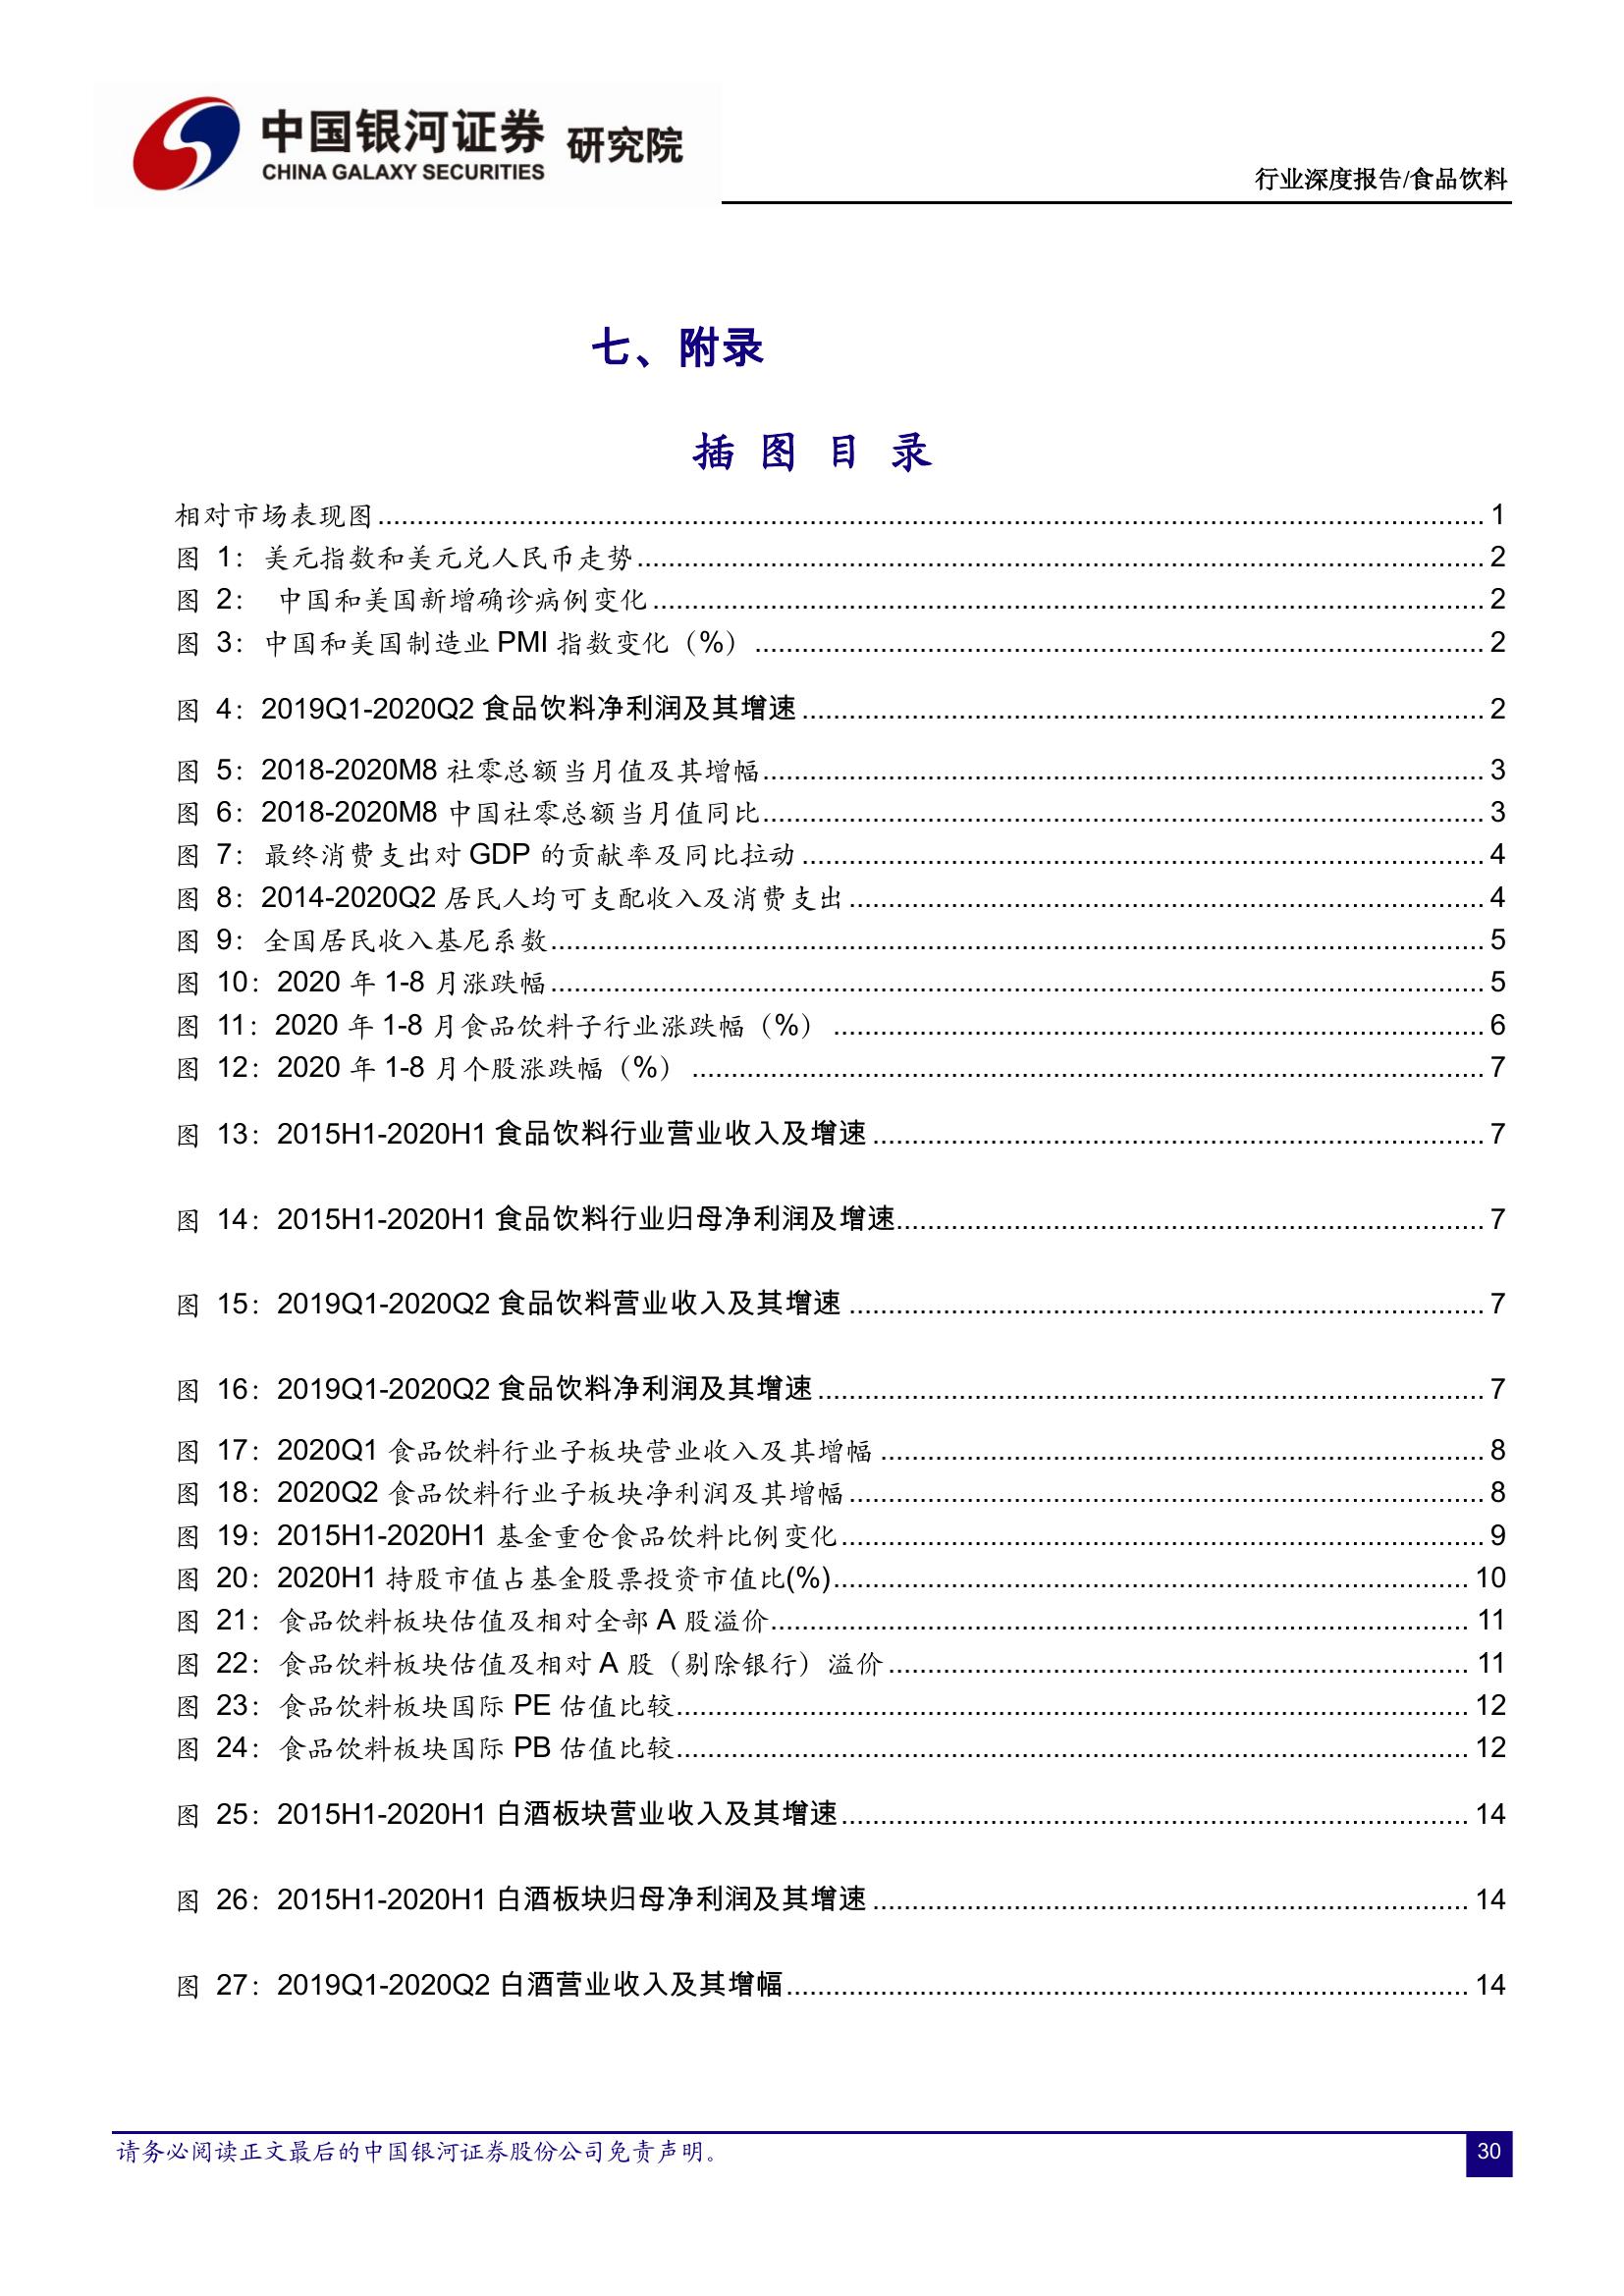 中国银河证券 研究院
CHINA GALAXY SECURITIES
行业深度报告/食品饮料
七、附录
插 图 目 录
相对市场表现图 1
图 1：美元指数和美元兑人民币走势 2
图 2： 中国和美国新增确诊病例变化 2
图 3：中国和美国制造业 PMI 指数变化（%） 2
图 4：2019Q1-2020Q2 食品饮料净利润及其增速 2
图 5：2018-2020M8 社零总额当月值及其增幅 3
图 6：2018-2020M8 中国社零总额当月值同比 3
图 7：最终消费支出对 GDP 的贡献率及同比拉动 4
图 8：2014-2020Q2 居民人均可支配收入及消费支出 4
图 9：全国居民收入基尼系数 5
图 10：2020 年 1-8 月涨跌幅 5
图 11：2020 年 1-8 月食品饮料子行业涨跌幅（%） 6
图 12：2020 年 1-8 月个股涨跌幅（%） 7
图 13：2015H1-2020H1 食品饮料行业营业收入及增速 7
图 14：2015H1-2020H1 食品饮料行业归母净利润及增速 7
图 15：2019Q1-2020Q2 食品饮料营业收入及其增速 7
图 16：2019Q1-2020Q2 食品饮料净利润及其增速 7
图 17：2020Q1 食品饮料行业子板块营业收入及其增幅 8
图 18：2020Q2 食品饮料行业子板块净利润及其增幅 8
图 19：2015H1-2020H1 基金重仓食品饮料比例变化 9
图 20：2020H1 持股市值占基金股票投资市值比(%) 10
图 21：食品饮料板块估值及相对全部 A 股溢价 11
图 22：食品饮料板块估值及相对 A 股（剔除银行）溢价 11
图 23：食品饮料板块国际 PE 估值比较 12
图 24：食品饮料板块国际 PB 估值比较 12
图 25：2015H1-2020H1 白酒板块营业收入及其增速 14
图 26：2015H1-2020H1 白酒板块归母净利润及其增速 14
图 27：2019Q1-2020Q2 白酒营业收入及其增幅 14
请务必阅读正文最后的中国银河证券股份公司免责声明。
30